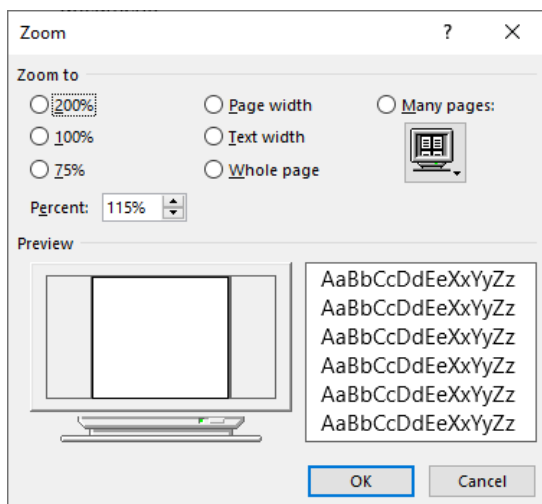 Zoom ? ×
Zoom to
200% Page width Many pages:
100% Text width
75% Whole page
Percent: 115%
Preview
AaBbCcDdEeXxYyZz
AaBbCcDdEeXxYyZz
AaBbCcDdEeXxYyZz
AaBbCcDdEeXxYyZz
AaBbCcDdEeXxYyZz
AaBbCcDdEeXxYyZz
OK Cancel